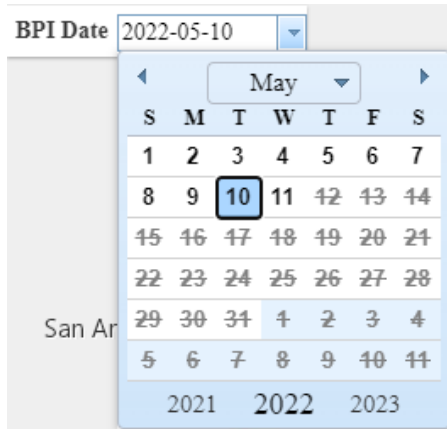 BPI Date 2022-05-10
May
S M T W T F S
1 2 3 4 5 6 7
8 9 10 11 12 13 14
15 16 17 18 19 20 21
22 23 24 25 26 27 28
San Ar 29 30 31 1 2 3 4
5 6 7 8 9 10 11
2021 2022 2023